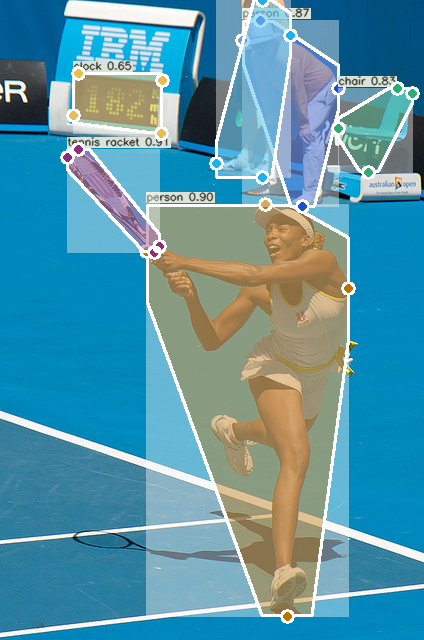 person 0.87
IBM
clock 0.65
chair 0.83
ER
182
tennis racket 0.91
australian open
person 0.90